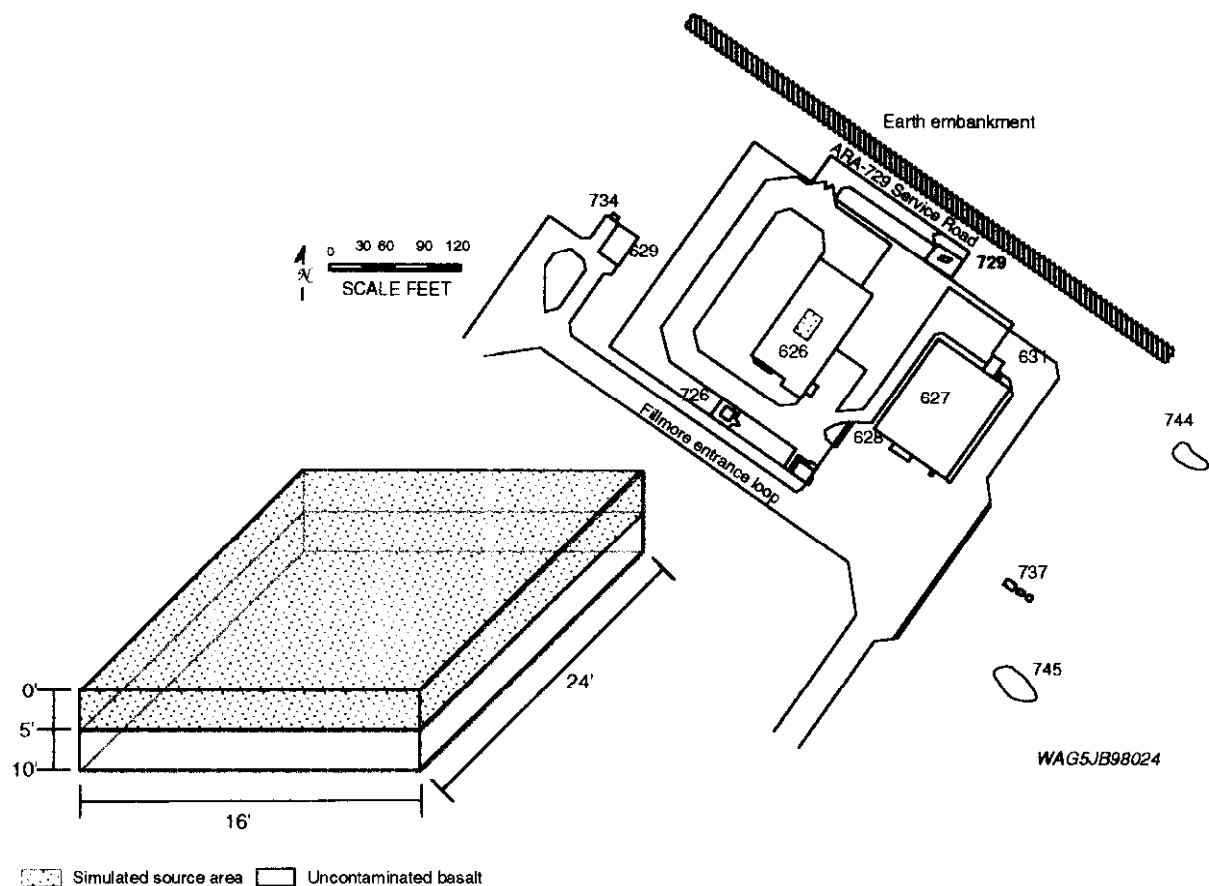 Earth embankment
ARA-729 Service Road
734
629
729
N
0 30 60 90 120
SCALE FEET
626
631
627
726
628
744
Fillmore entrance loop
737
745
0'
5'
10'
24'
16'
WAG5JB98024
Simulated source area
Uncontaminated basalt